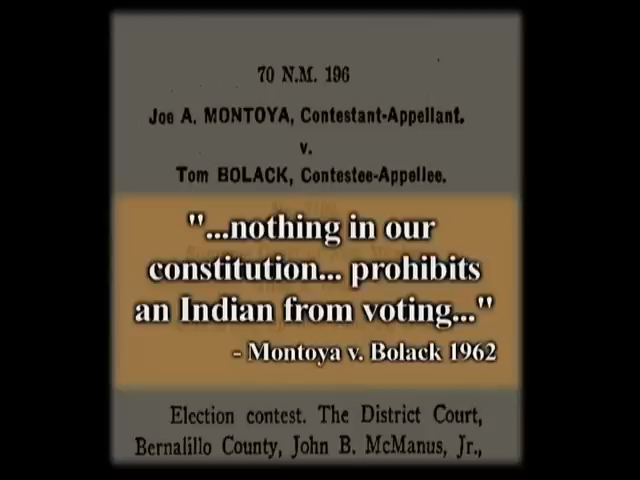 70 N.M. 196
Joe A. MONTOYA, Contestant-Appellant.
v.
Tom BOLACK, Contestee-Appellee.
"...nothing in our
constitution... prohibits
an Indian from voting..."
- Montoya v. Bolack 1962
Election contest. The District Court,
Bernalillo County, John B. McManus, Jr.,